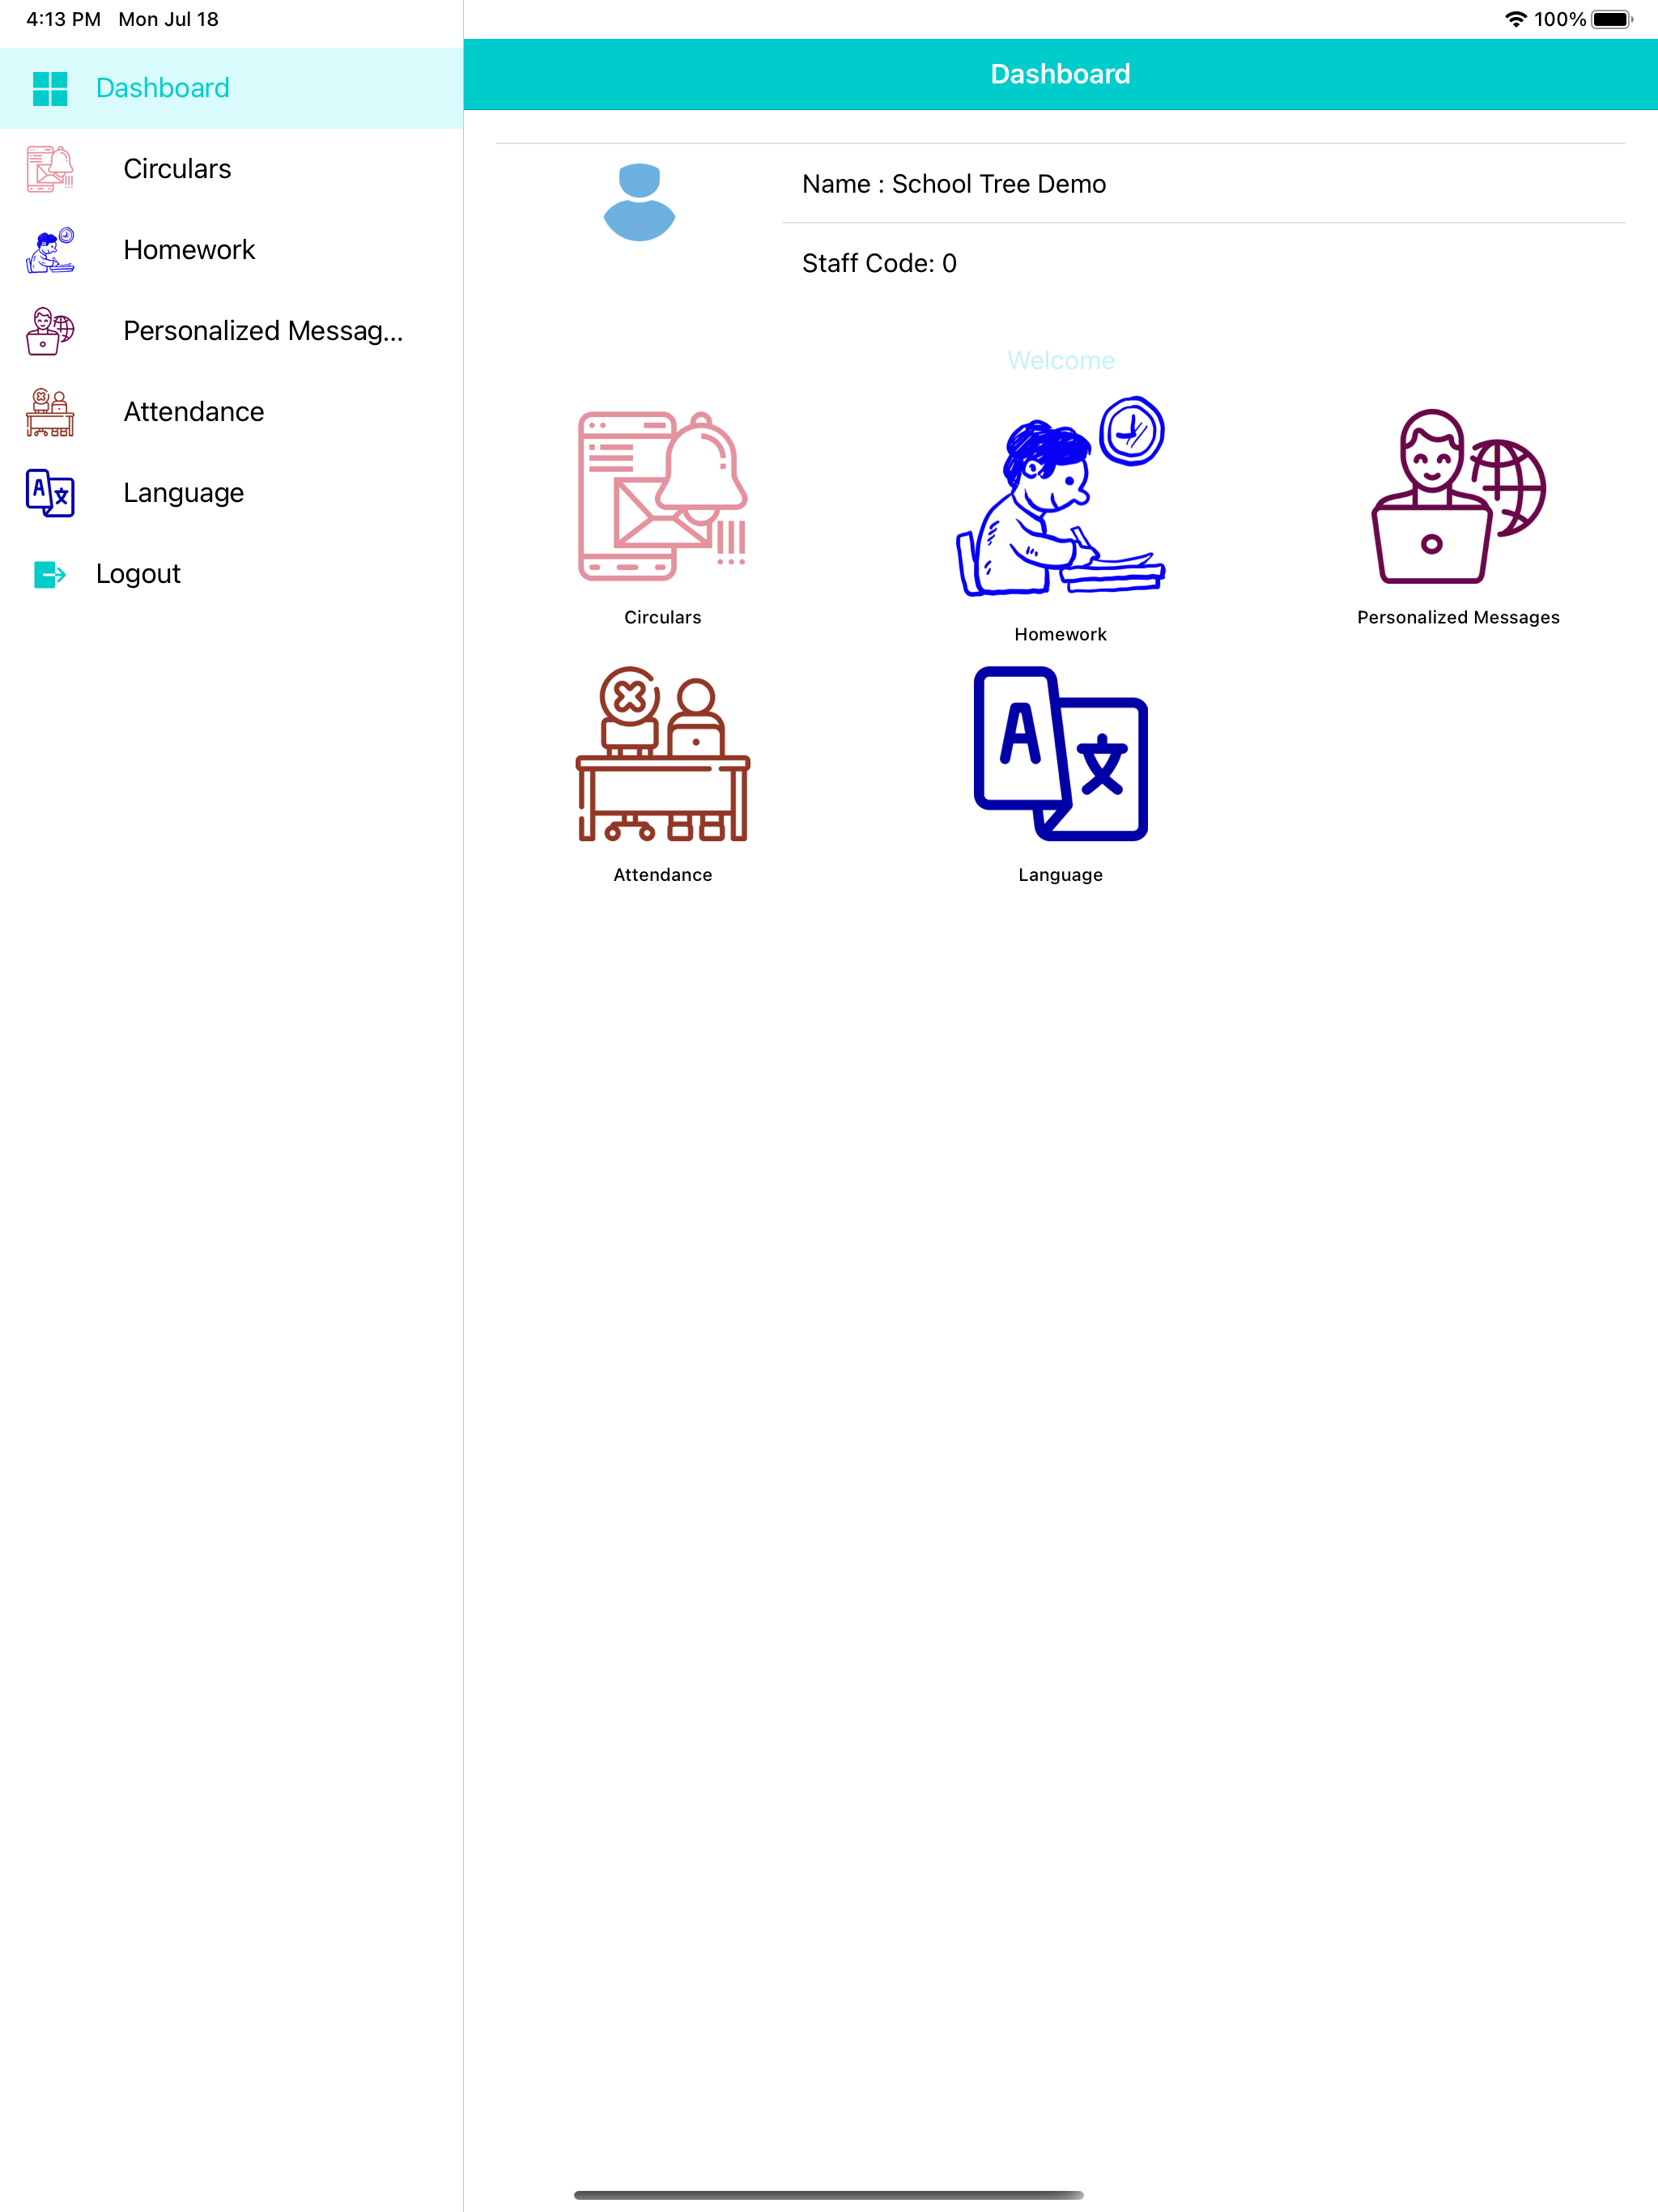 4:13 PM Mon Jul 18
100%
Dashboard
Circulars
Homework
Personalized Messag...
Attendance
Language
Logout
Dashboard
Name : School Tree Demo
Staff Code: 0
Welcome
Circulars
Homework
Personalized Messages
A 文
Attendance
Language